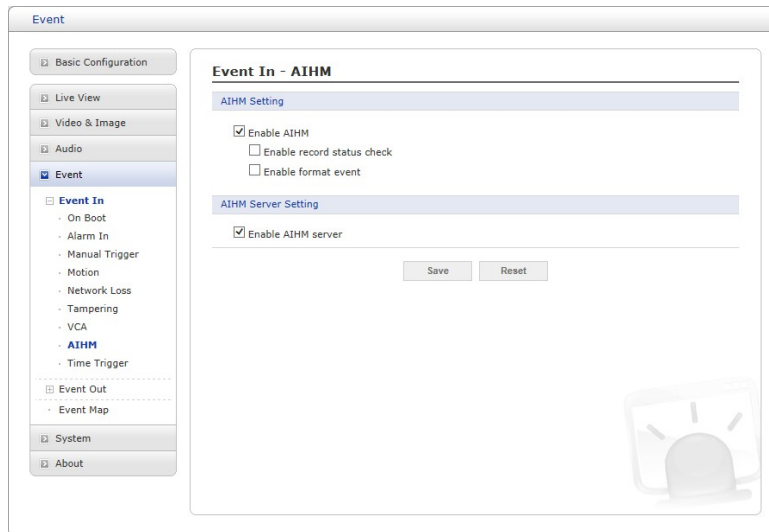 Event
Basic Configuration
Live View
Video & Image
Audio
Event
Event In
On Boot
Alarm In
Manual Trigger
Motion
Network Loss
Tampering
VCA
AIHM
Time Trigger
Event Out
Event Map
System
About
Event In - AIHM
AIHM Setting
Enable AIHM
Enable record status check
Enable format event
AIHM Server Setting
Enable AIHM server
Save Reset